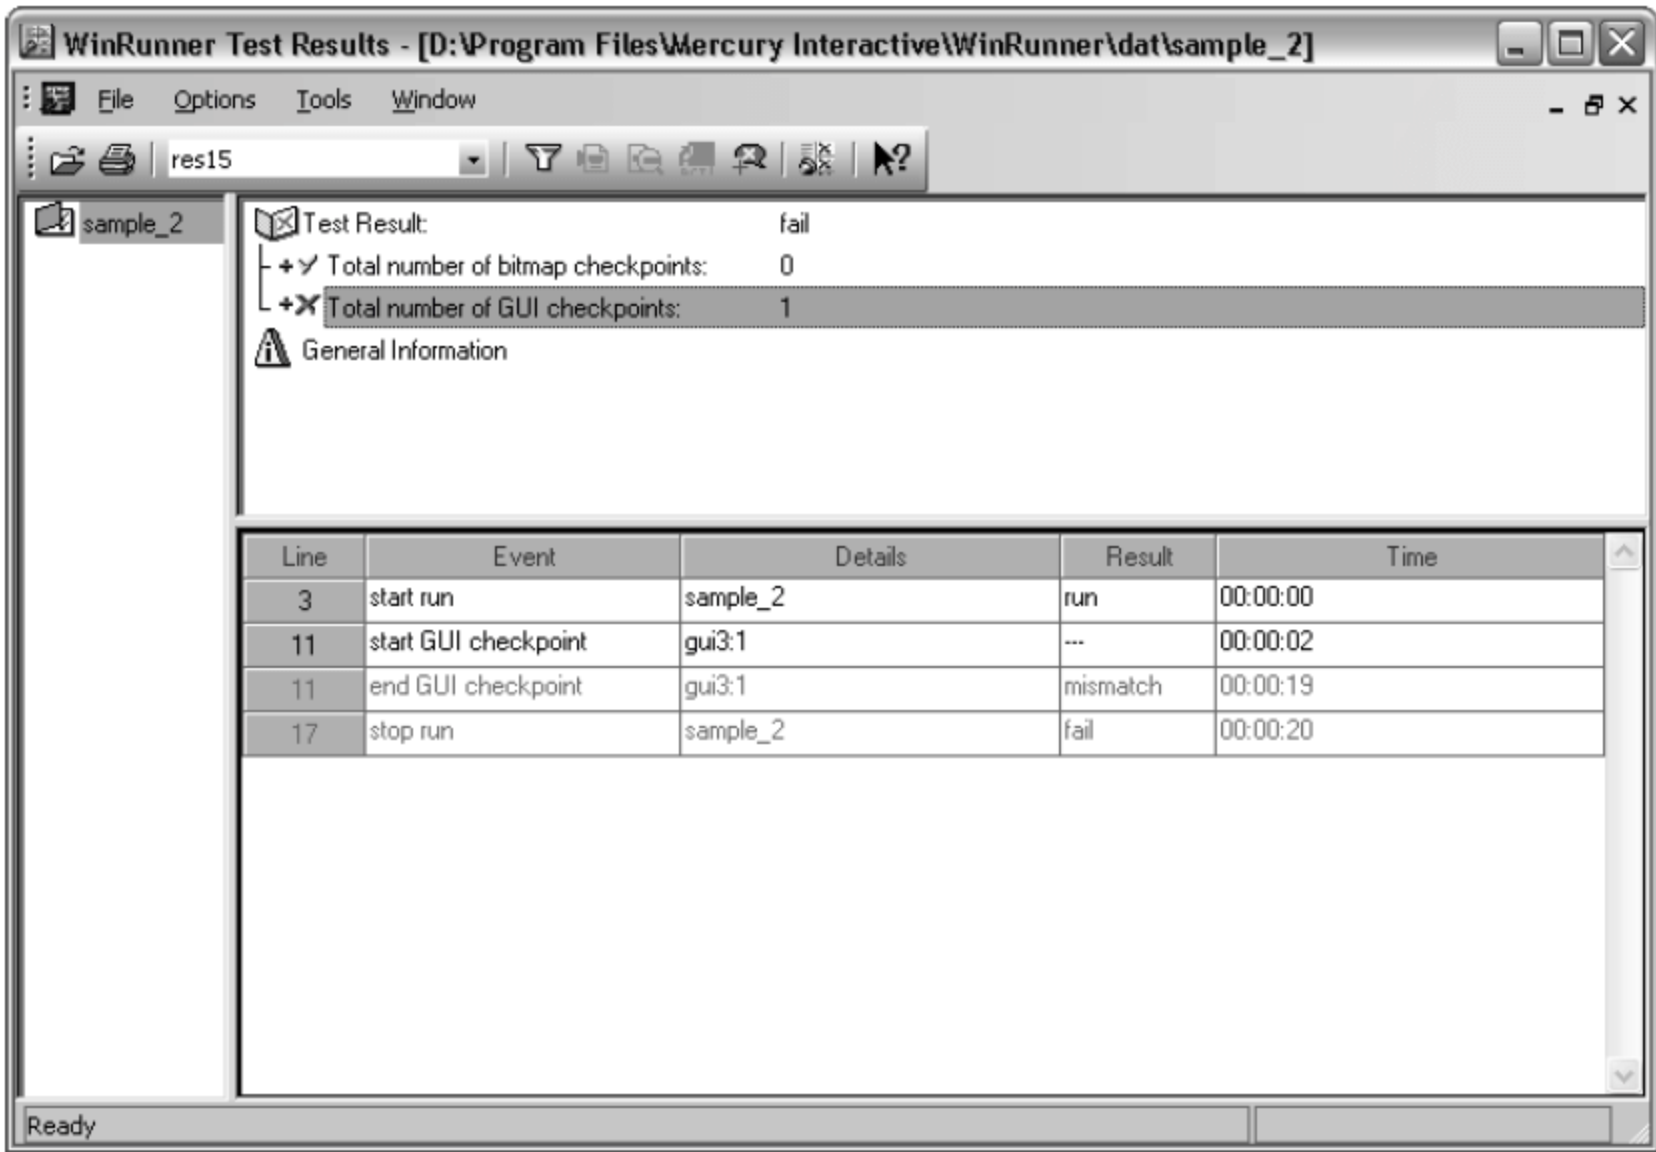 WinRunner Test Results - [D:\Program Files\Mercury Interactive\WinRunner\dat\sample_2]
File Options Tools Window
res15
sample_2
Test Result: fail
Total number of bitmap checkpoints: 0
Total number of GUI checkpoints: 1
General Information
Line Event Details Result Time
3 start run sample_2 run 00:00:00
11 start GUI checkpoint gui3:1 --- 00:00:02
11 end GUI checkpoint gui3:1 mismatch 00:00:19
17 stop run sample_2 fail 00:00:20
Ready